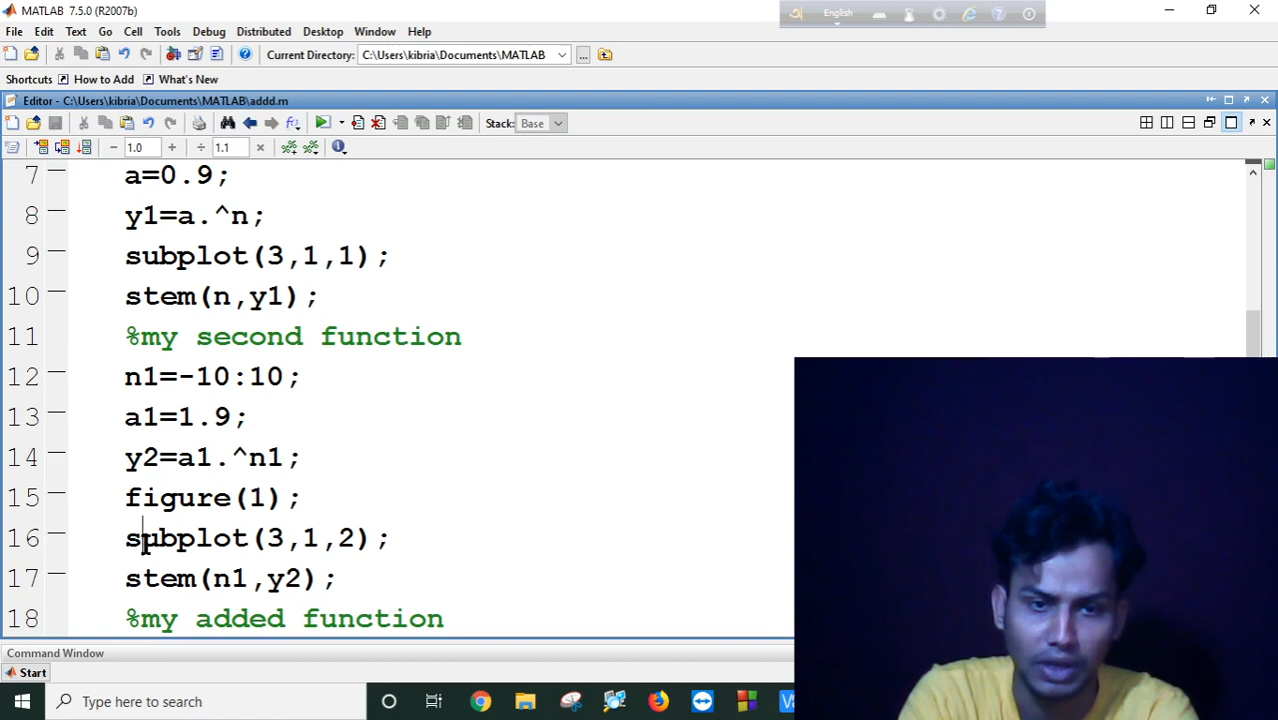 MATLAB 7.5.0 (R2007b)
English
File Edit Text Go Cell Tools Debug Distributed Desktop Window Help
Current Directory: C:\Users\kibria\Documents\MATLAB
Shortcuts How to Add What's New
Editor - C:\Users\kibria\Documents\MATLAB\addd.m
Stack: Base
1.0 1.1
7 a=0.9;
8 y1=a.^n;
9 subplot(3,1,1);
10 stem(n,y1);
11 %my second function
12 n1=-10:10;
13 a1=1.9;
14 y2=a1.^n1;
15 figure(1);
16 subplot(3,1,2);
17 stem(n1,y2);
18 %my added function
Command Window
Start
Type here to search